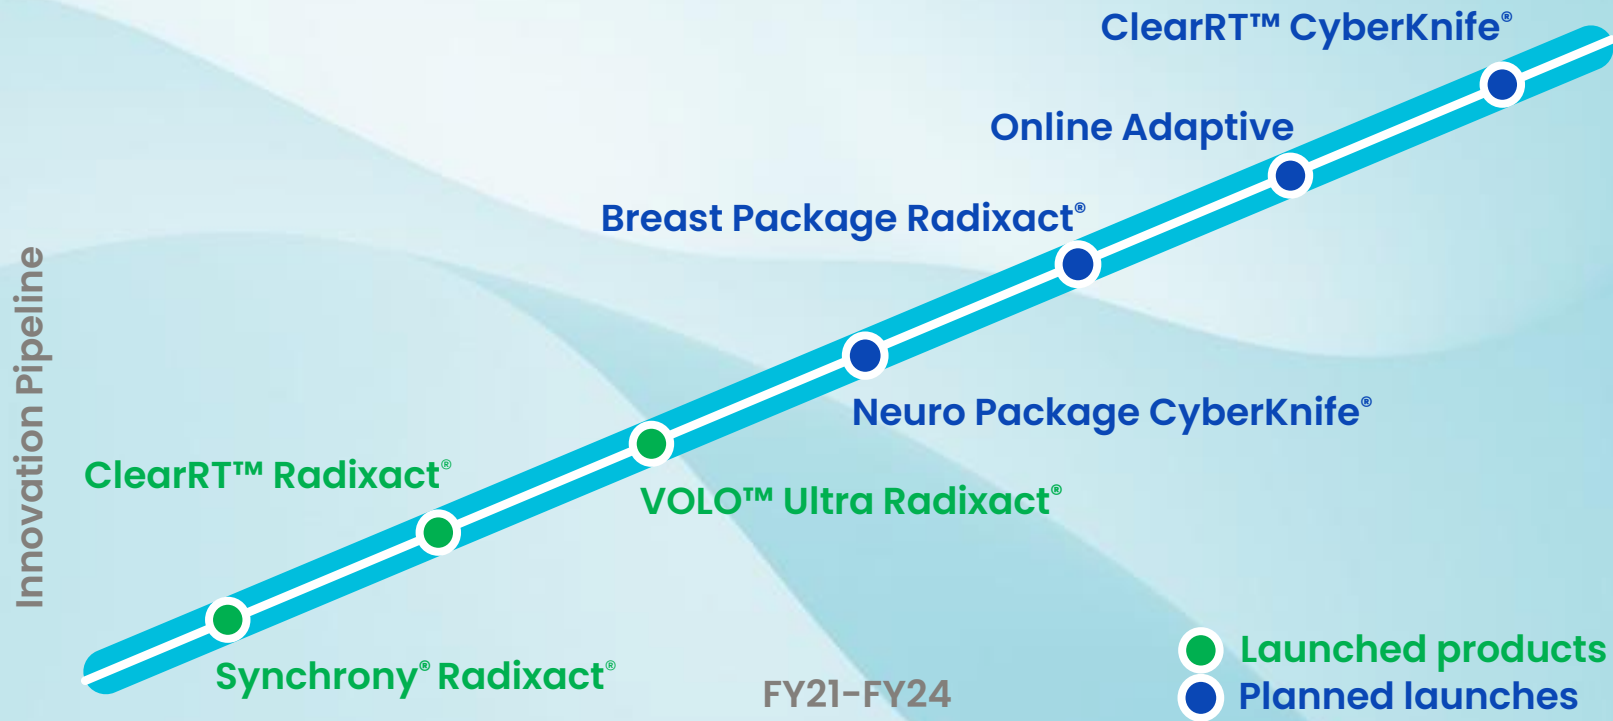 ClearRT™ CyberKnife®
Online Adaptive
Breast Package Radixact®
Neuro Package CyberKnife®
ClearRT™ Radixact®
VOLO™ Ultra Radixact®
Synchrony® Radixact®
Innovation Pipeline
FY21-FY24
Launched products
Planned launches